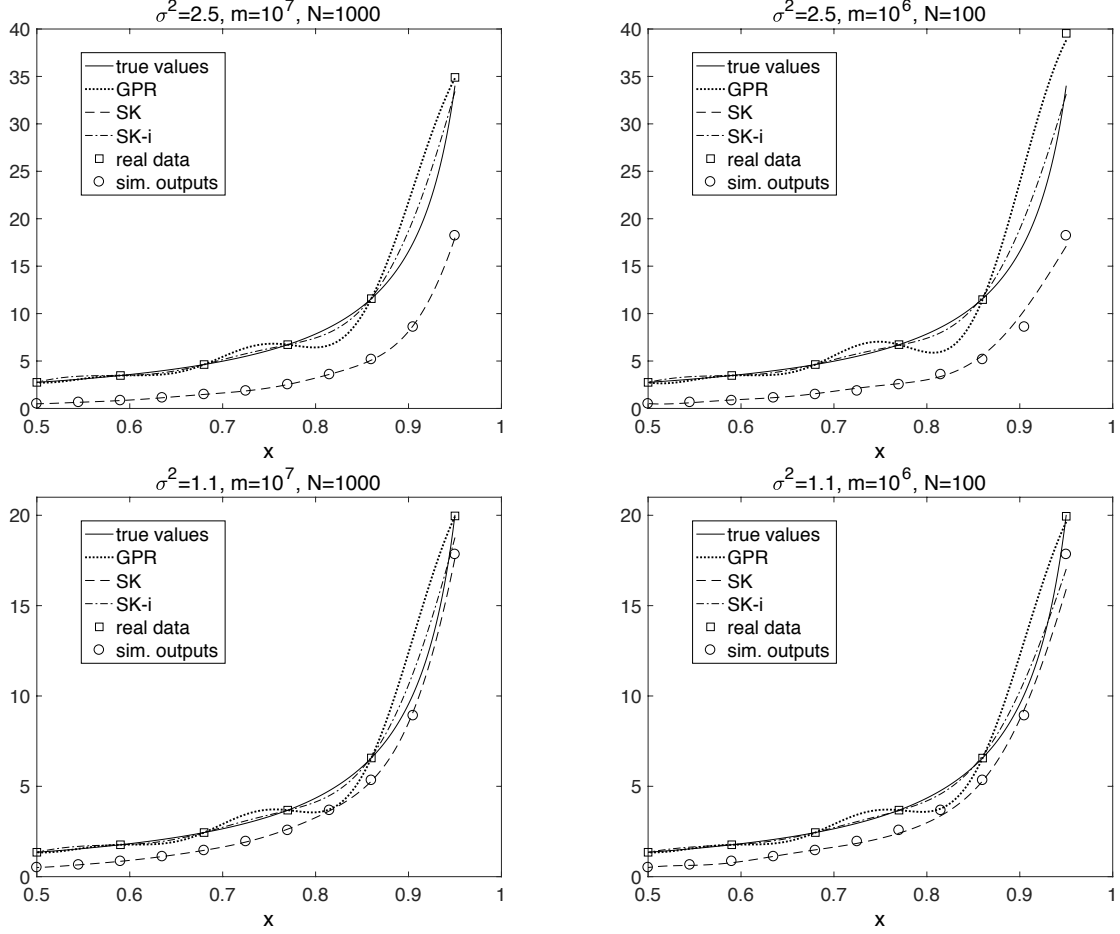 σ²=2.5, m=10⁷, N=1000
40
35
30
25
20
15
10
5
0
true values
GPR
SK
SK-i
real data
sim. outputs
0.5 0.6 0.7 0.8 0.9 1
x
σ²=2.5, m=10⁶, N=100
40
35
30
25
20
15
10
5
0
true values
GPR
SK
SK-i
real data
sim. outputs
0.5 0.6 0.7 0.8 0.9 1
x
σ²=1.1, m=10⁷, N=1000
20
15
10
5
0
true values
GPR
SK
SK-i
real data
sim. outputs
0.5 0.6 0.7 0.8 0.9 1
x
σ²=1.1, m=10⁶, N=100
20
15
10
5
0
true values
GPR
SK
SK-i
real data
sim. outputs
0.5 0.6 0.7 0.8 0.9 1
x